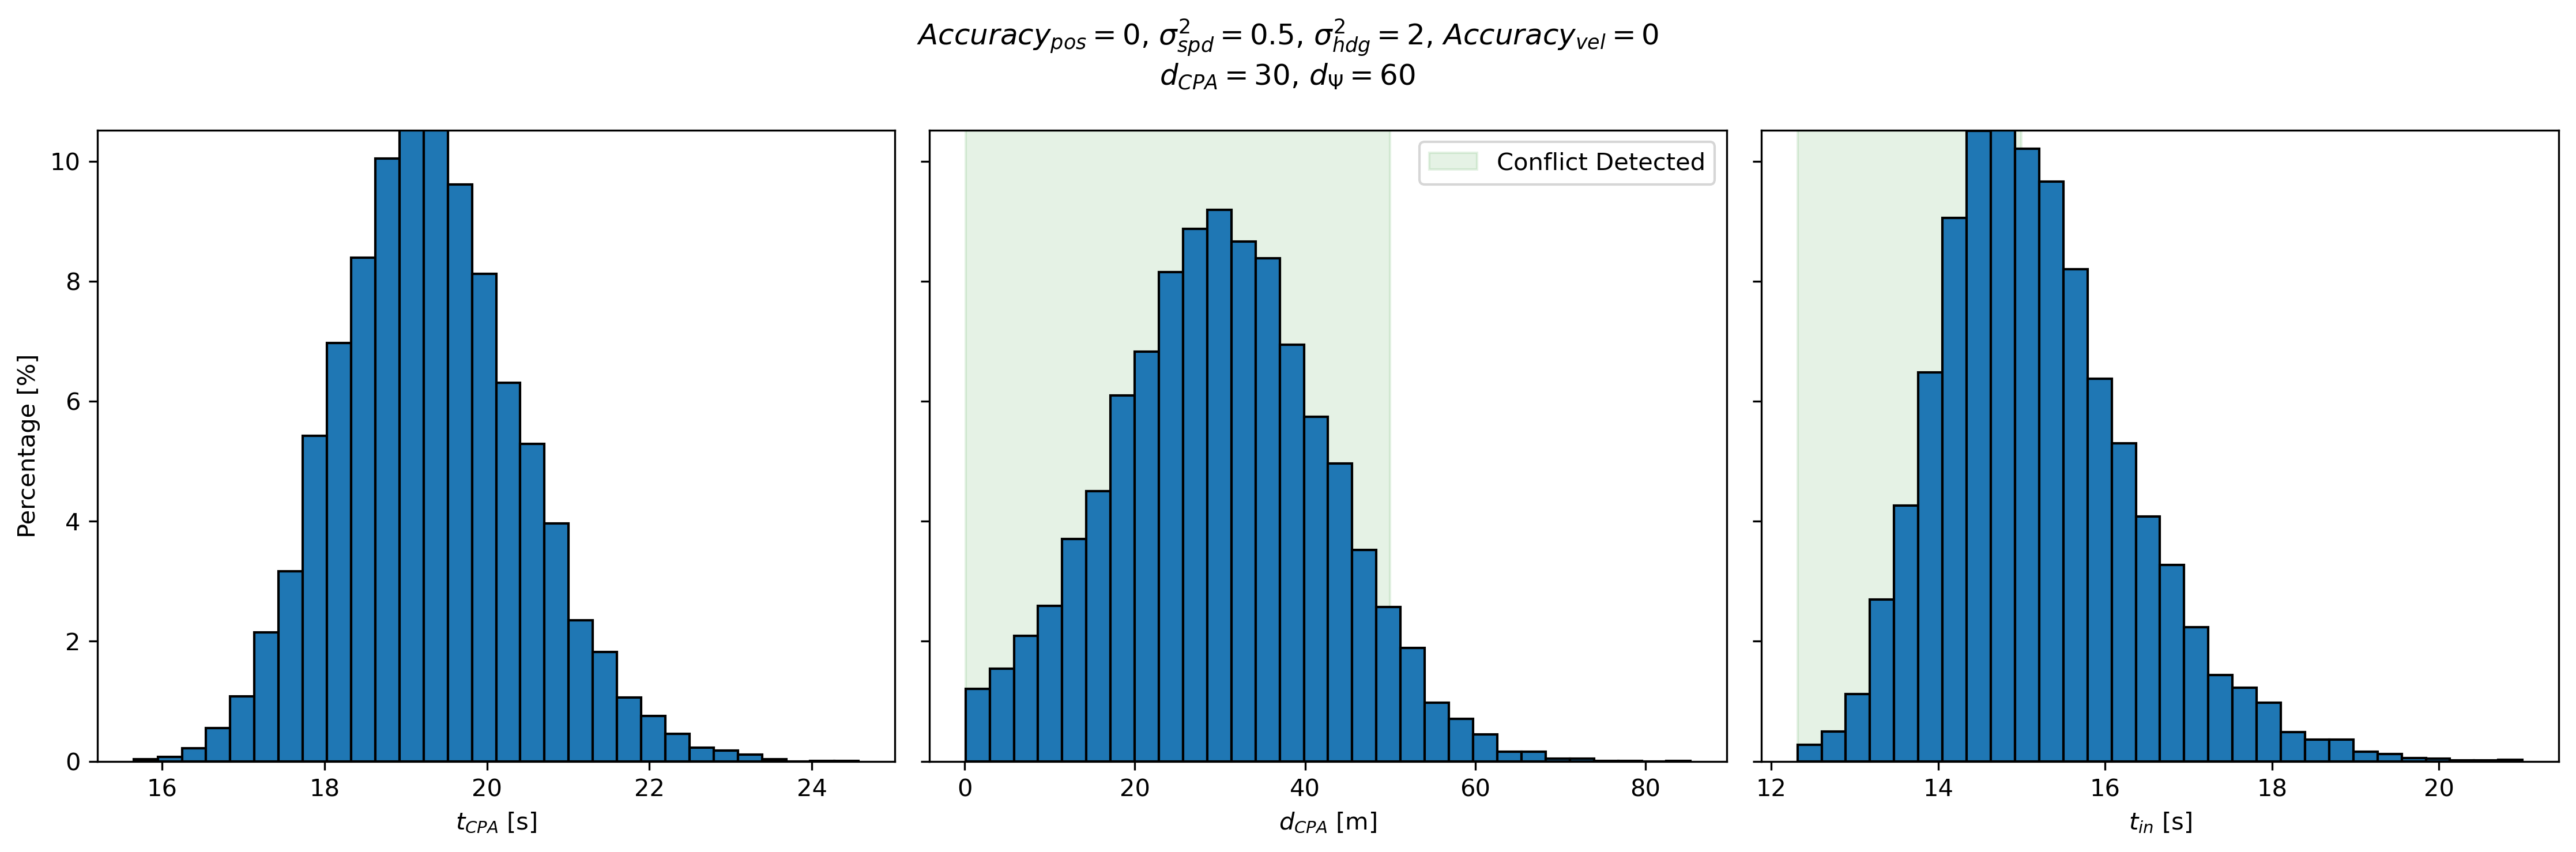 Accuracy_pos = 0, σ²_spd = 0.5, σ²_hdg = 2, Accuracy_vel = 0
d_CPA = 30, d_Ψ = 60
Percentage [%]
10
8
6
4
2
0
16 18 20 22 24
t_CPA [s]
Conflict Detected
0 20 40 60 80
d_CPA [m]
12 14 16 18 20
t_in [s]